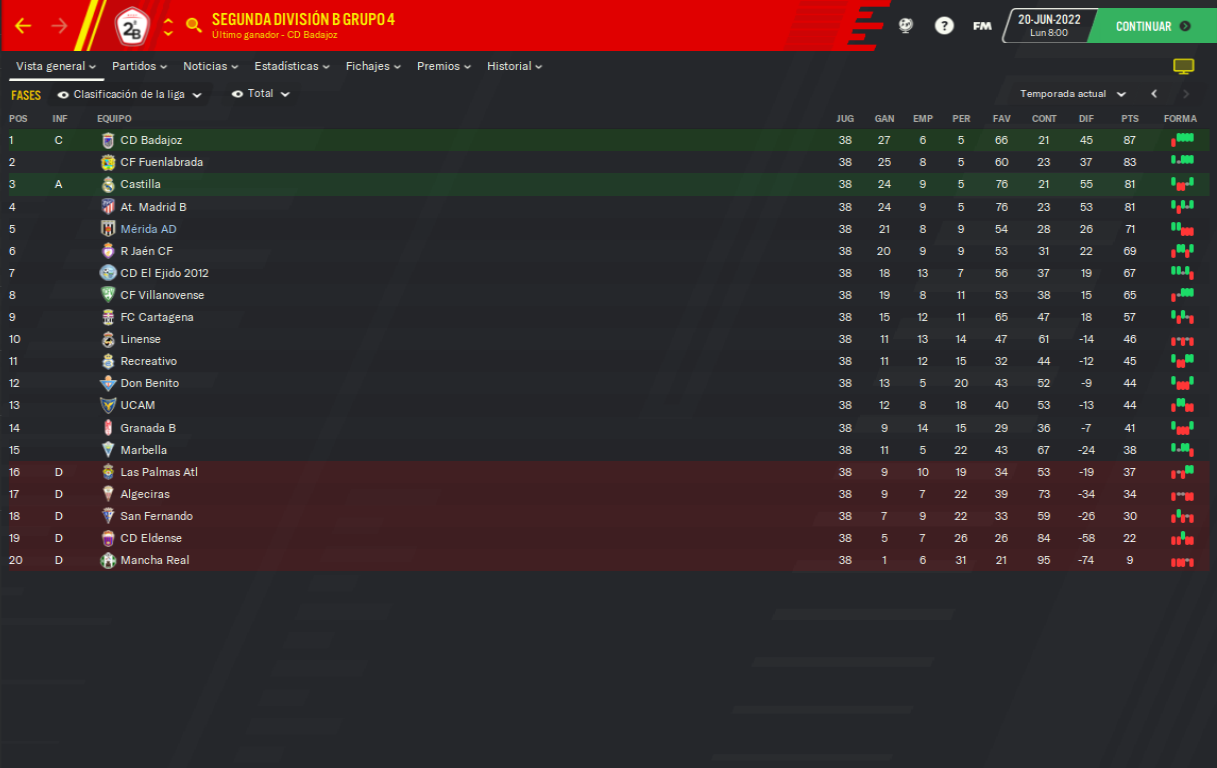 SEGUNDA DIVISIÓN B GRUPO 4
Último ganador - CD Badajoz
2ªB
?
FM
20-JUN-2022
Lun 8:00
CONTINUAR
Vista general Partidos Noticias Estadísticas Fichajes Premios Historial
FASES Clasificación de la liga Total Temporada actual
POS INF EQUIPO JUG GAN EMP PER FAV CONT DIF PTS FORMA
1 C CD Badajoz 38 27 6 5 66 21 45 87
2 CF Fuenlabrada 38 25 8 5 60 23 37 83
3 A Castilla 38 24 9 5 76 21 55 81
4 At. Madrid B 38 24 9 5 76 23 53 81
5 Mérida AD 38 21 8 9 54 28 26 71
6 R Jaén CF 38 20 9 9 53 31 22 69
7 CD El Ejido 2012 38 18 13 7 56 37 19 67
8 CF Villanovense 38 19 8 11 53 38 15 65
9 FC Cartagena 38 15 12 11 65 47 18 57
10 Linense 38 11 13 14 47 61 -14 46
11 Recreativo 38 11 12 15 32 44 -12 45
12 Don Benito 38 13 5 20 43 52 -9 44
13 UCAM 38 12 8 18 40 53 -13 44
14 Granada B 38 9 14 15 29 36 -7 41
15 Marbella 38 11 5 22 43 67 -24 38
16 D Las Palmas Atl 38 9 10 19 34 53 -19 37
17 D Algeciras 38 9 7 22 39 73 -34 34
18 D San Fernando 38 7 9 22 33 59 -26 30
19 D CD Eldense 38 5 7 26 26 84 -58 22
20 D Mancha Real 38 1 6 31 21 95 -74 9